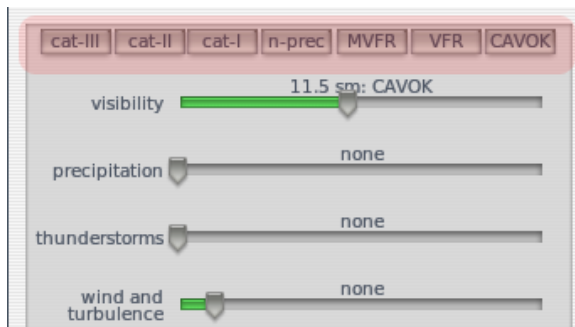 cat-III cat-II cat-I n-prec MVFR VFR CAVOK
11.5 sm: CAVOK
visibility
none
precipitation
none
thunderstorms
none
wind and
turbulence